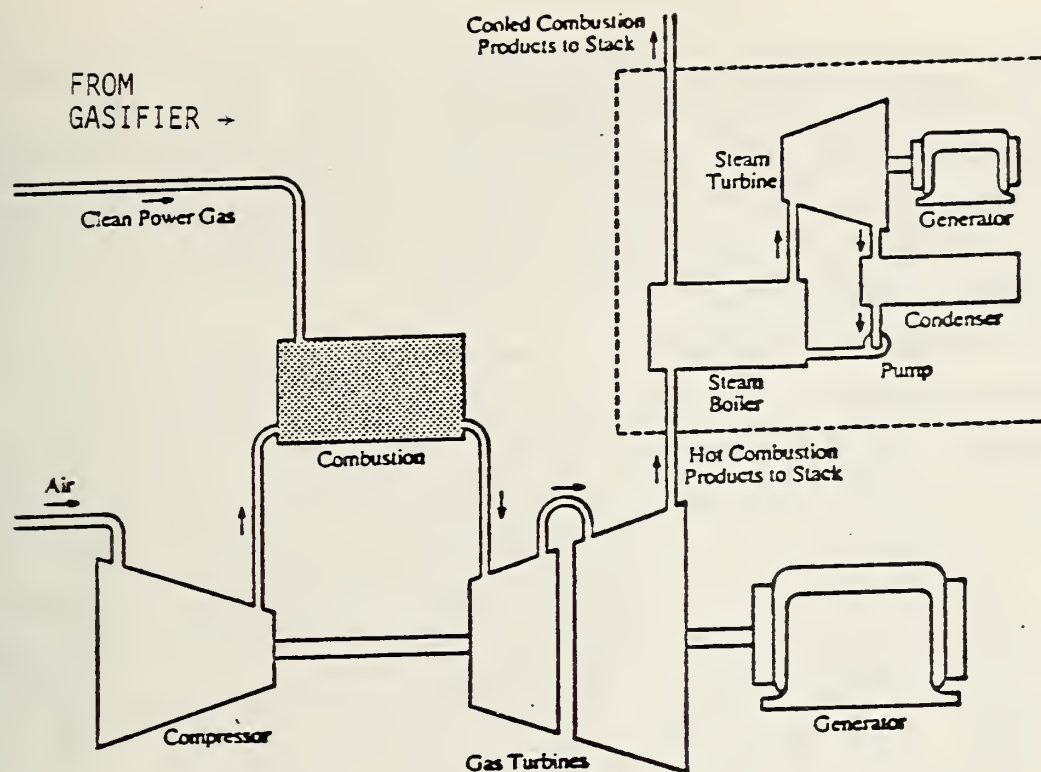 Cooled Combustion
Products to Stack
FROM
GASIFIER →
Clean Power Gas
Steam
Turbine
Generator
Condenser
Pump
Steam
Boiler
Combustion
Hot Combustion
Products to Stack
Air
Compressor
Gas Turbines
Generator